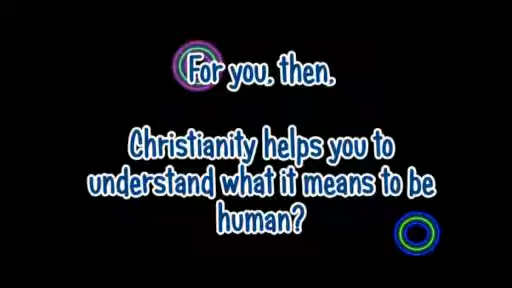 For you, then,
Christianity helps you to
understand what it means to be
human?